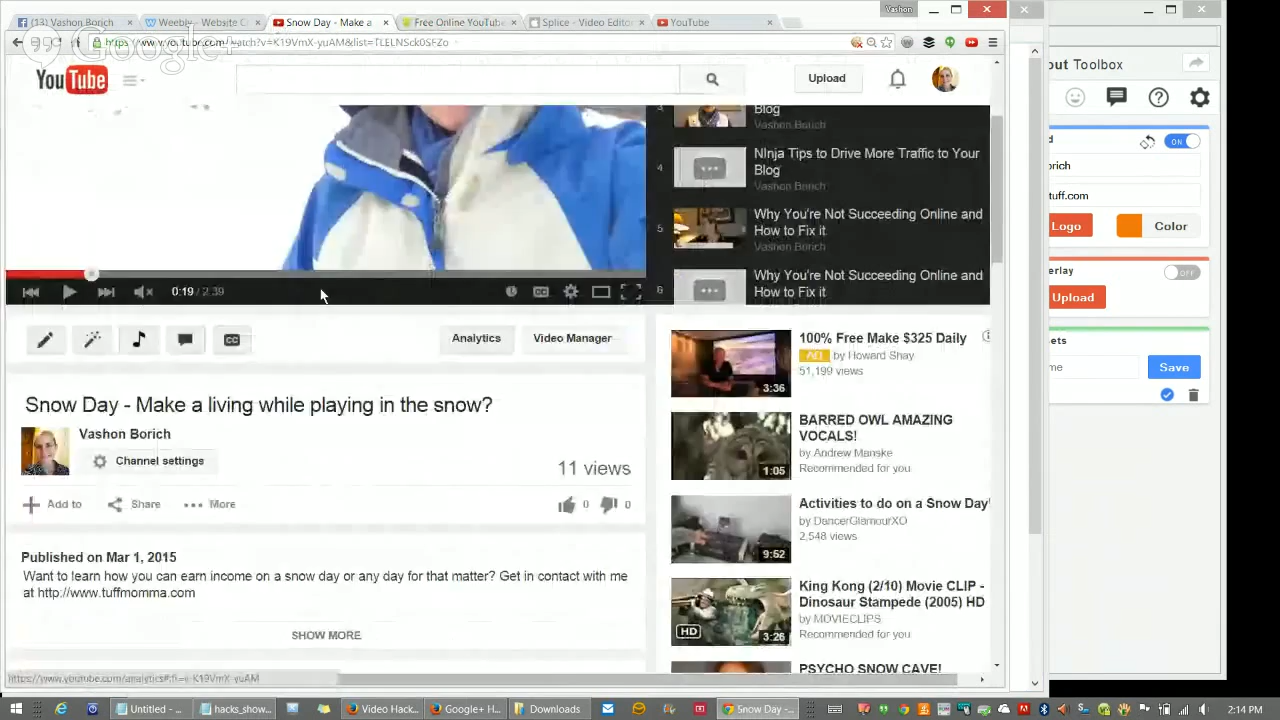 Vashon
(43) Vashon Borich
Weebly - Website C
Snow Day - Make a
Free Online YouTube
Splice - Video Editor
YouTube
Google+
YouTube
Upload
Blog
Vashon Borich
4
NInja Tips to Drive More Traffic to Your
Blog
Vashon Borich
5
Why You're Not Succeeding Online and
How to Fix it
Vashon Borich
6
Why You're Not Succeeding Online and
How to Fix it
0:19 / 2:39
Analytics
Video Manager
Snow Day - Make a living while playing in the snow?
Vashon Borich
Channel settings
11 views
Add to
Share
More
0
0
Published on Mar 1, 2015
Want to learn how you can earn income on a snow day or any day for that matter? Get in contact with me
at http://www.tuffmomma.com
SHOW MORE
100% Free Make $325 Daily
AD by Howard Shay
51,199 views
3:36
BARRED OWL AMAZING
VOCALS!
by Andrew Manske
Recommended for you
1:05
Activities to do on a Snow Day!
by DancerGlamourXO
2,548 views
9:52
King Kong (2/10) Movie CLIP -
Dinosaur Stampede (2005) HD
by MOVIECLIPS
Recommended for you
HD
3:26
PSYCHO SNOW CAVE!
out Toolbox
ON
orich
tuff.com
Logo
Color
erlay
OFF
Upload
ets
me
Save
Untitled - ...
hacks_show...
Video Hack...
Google+ H...
Downloads
Snow Day -...
2:14 PM